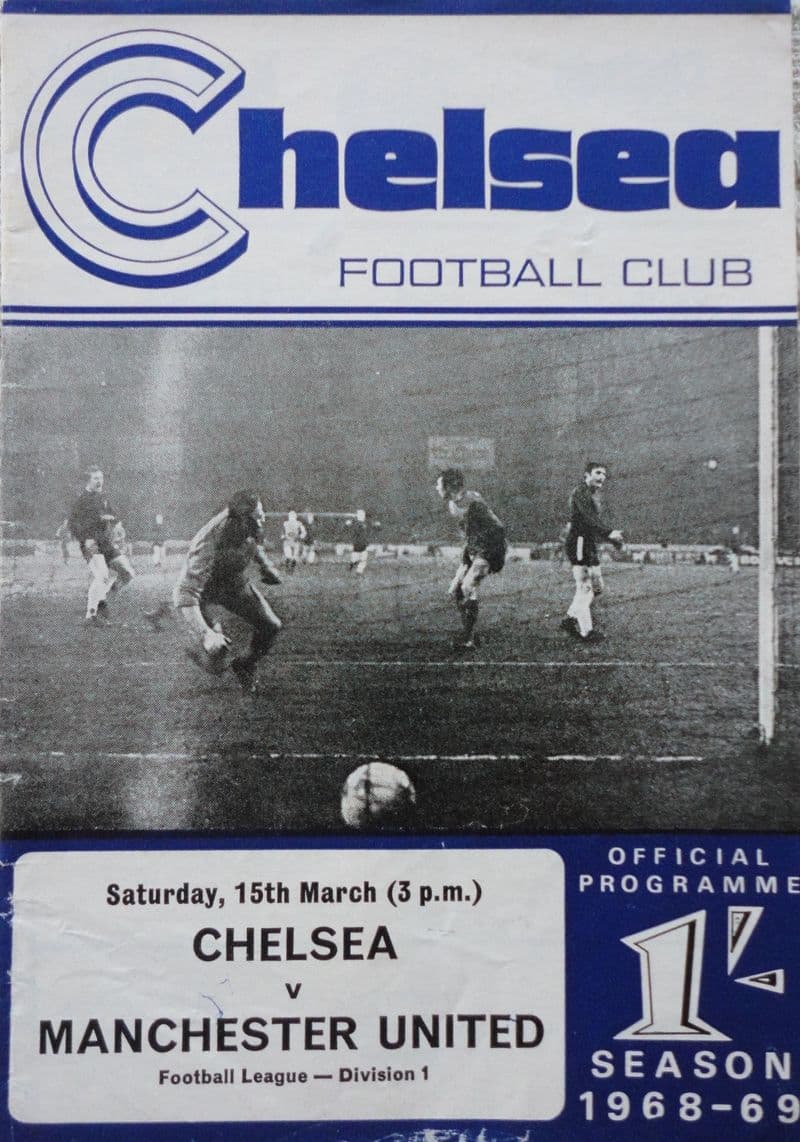 Chelsea
FOOTBALL CLUB
Saturday, 15th March (3 p.m.)
CHELSEA
v
MANCHESTER UNITED
Football League — Division 1
OFFICIAL
PROGRAMME
1/-
SEASON
1968-69